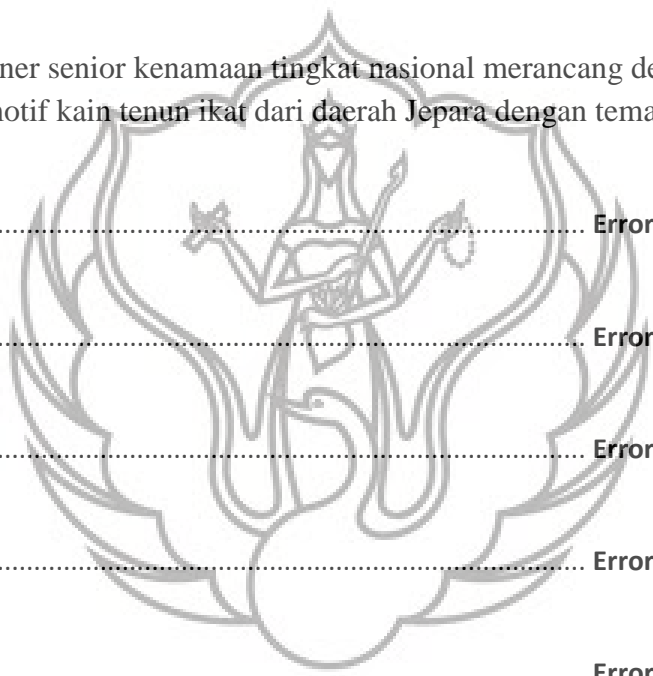 ner senior kenamaan tingkat nasional merancang de
notif kain tenun ikat dari daerah Jepara dengan tema
........................................................................ Error
........................................................................ Error
........................................................................ Error
........................................................................ Error
Error